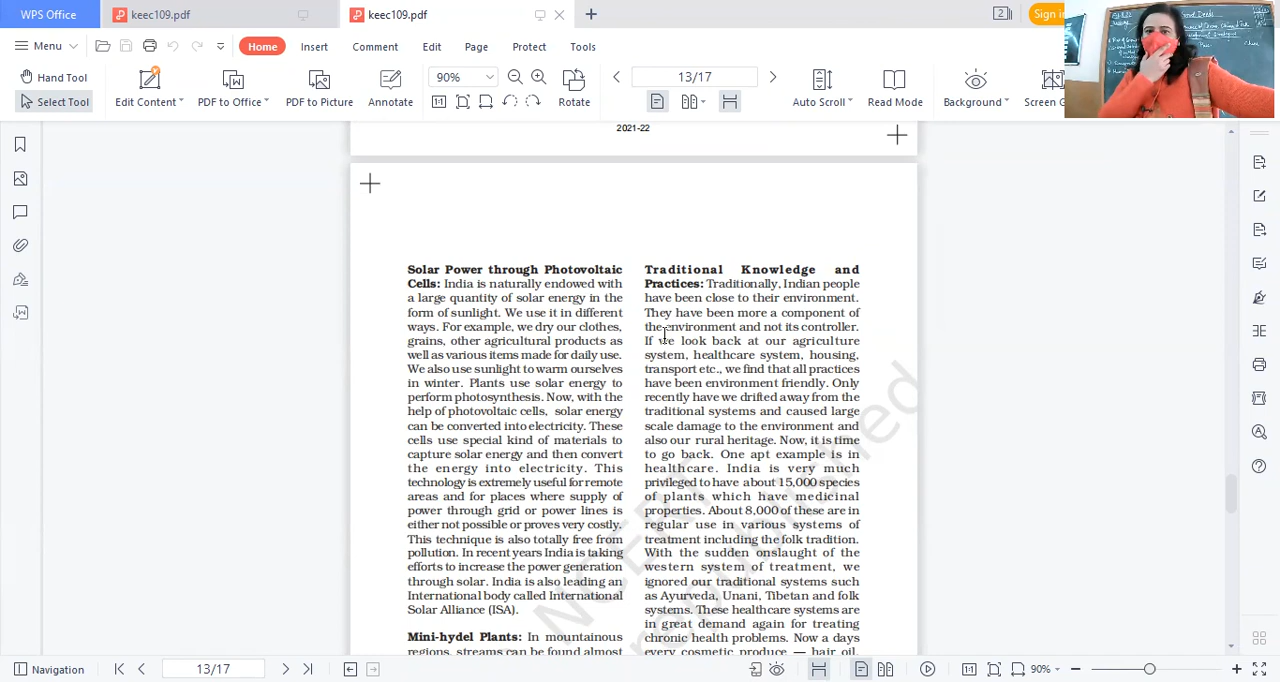 WPS Office
keec109.pdf
keec109.pdf
2
Sign in
Menu
Home
Insert
Comment
Edit
Page
Protect
Tools
Hand Tool
Select Tool
Edit Content
PDF to Office
PDF to Picture
Annotate
90%
1:1
Rotate
13/17
Auto Scroll
Read Mode
Background
Screen G
2021-22
Solar Power through Photovoltaic
Cells: India is naturally endowed with
a large quantity of solar energy in the
form of sunlight. We use it in different
ways. For example, we dry our clothes,
grains, other agricultural products as
well as various items made for daily use.
We also use sunlight to warm ourselves
in winter. Plants use solar energy to
perform photosynthesis. Now, with the
help of photovoltaic cells, solar energy
can be converted into electricity. These
cells use special kind of materials to
capture solar energy and then convert
the energy into electricity. This
technology is extremely useful for remote
areas and for places where supply of
power through grid or power lines is
either not possible or proves very costly.
This technique is also totally free from
pollution. In recent years India is taking
efforts to increase the power generation
through solar. India is also leading an
International body called International
Solar Alliance (ISA).
Mini-hydel Plants: In mountainous
regions, streams can be found almost
Traditional Knowledge and
Practices: Traditionally, Indian people
have been close to their environment.
They have been more a component of
the environment and not its controller.
If we look back at our agriculture
system, healthcare system, housing,
transport etc., we find that all practices
have been environment friendly. Only
recently have we drifted away from the
traditional systems and caused large
scale damage to the environment and
also our rural heritage. Now, it is time
to go back. One apt example is in
healthcare. India is very much
privileged to have about 15,000 species
of plants which have medicinal
properties. About 8,000 of these are in
regular use in various systems of
treatment including the folk tradition.
With the sudden onslaught of the
western system of treatment, we
ignored our traditional systems such
as Ayurveda, Unani, Tibetan and folk
systems. These healthcare systems are
in great demand again for treating
chronic health problems. Now a days
every cosmetic produce — hair oil,
NCERT
republished
Navigation
13/17
1:1
90%